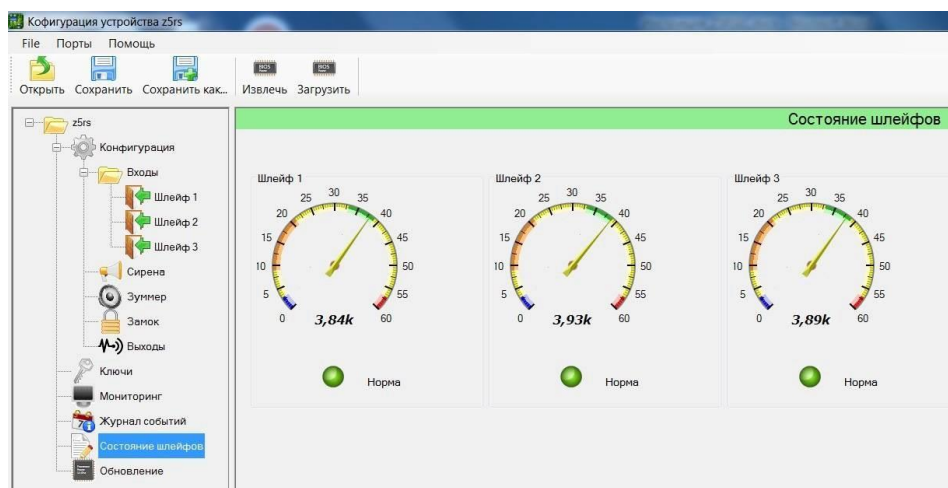 Кофигурация устройства z5rs
File Порты Помощь
Открыть Сохранить Сохранить как... Извлечь Загрузить
z5rs
Конфигурация
Входы
Шлейф 1
Шлейф 2
Шлейф 3
Сирена
Зуммер
Замок
Выходы
Ключи
Мониторинг
Журнал событий
Состояние шлейфов
Обновление
Состояние шлейфов
Шлейф 1
0 5 10 15 20 25 30 35 40 45 50 55 60
3,84k
Норма
Шлейф 2
0 5 10 15 20 25 30 35 40 45 50 55 60
3,93k
Норма
Шлейф 3
0 5 10 15 20 25 30 35 40 45 50 55 60
3,89k
Норма